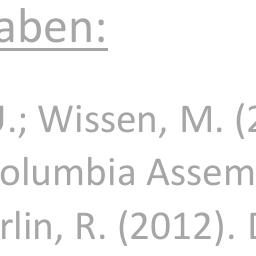 aben:
J.; Wissen, M. (2
olumbia Assem
rlin, R. (2012). D